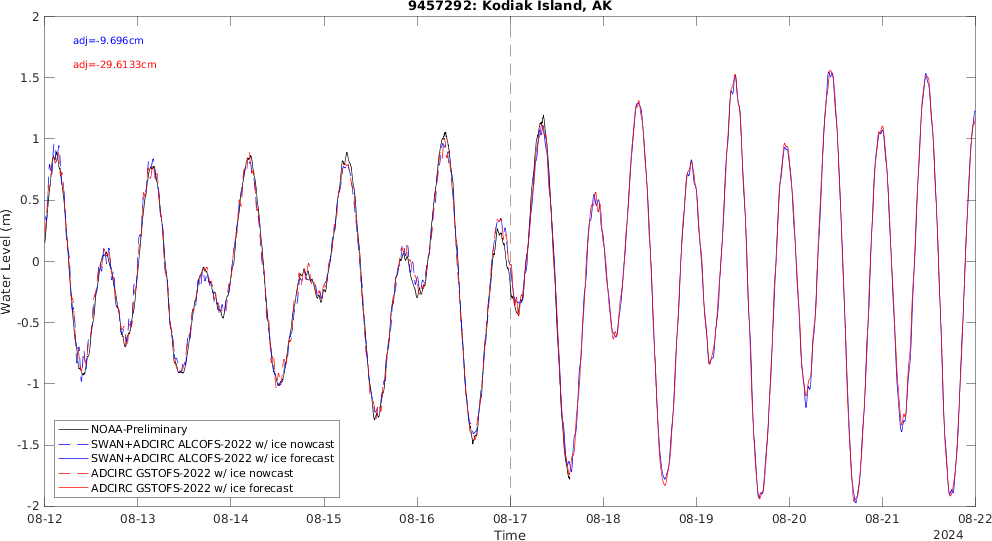 9457292: Kodiak Island, AK
adj=-9.696cm
adj=-29.6133cm
Water Level (m)
2
1.5
1
0.5
0
-0.5
-1
-1.5
-2
NOAA-Preliminary
SWAN+ADCIRC ALCOFS-2022 w/ ice nowcast
SWAN+ADCIRC ALCOFS-2022 w/ ice forecast
ADCIRC GSTOFS-2022 w/ ice nowcast
ADCIRC GSTOFS-2022 w/ ice forecast
08-12 08-13 08-14 08-15 08-16 08-17 08-18 08-19 08-20 08-21 08-22
Time
2024